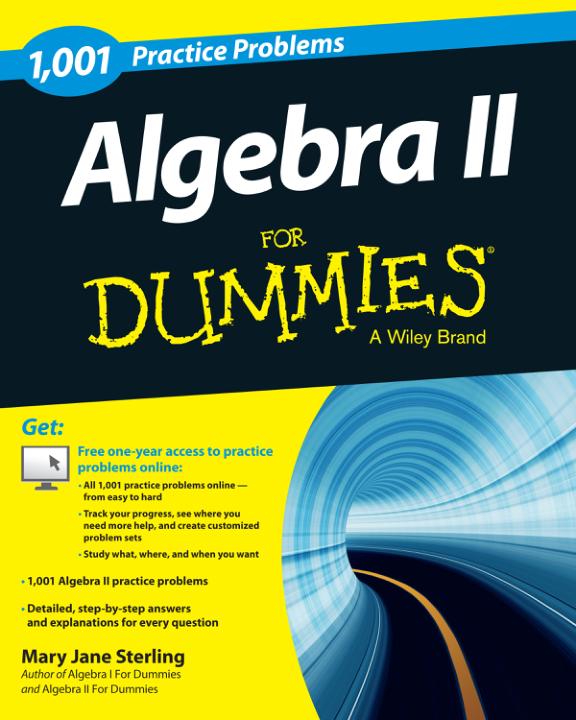 1,001 Practice Problems
Algebra II
FOR
DUMMIES®
A Wiley Brand
Get:
Free one-year access to practice
problems online:
• All 1,001 practice problems online —
from easy to hard
• Track your progress, see where you
need more help, and create customized
problem sets
• Study what, where, and when you want
• 1,001 Algebra II practice problems
• Detailed, step-by-step answers
and explanations for every question
Mary Jane Sterling
Author of Algebra I For Dummies
and Algebra II For Dummies